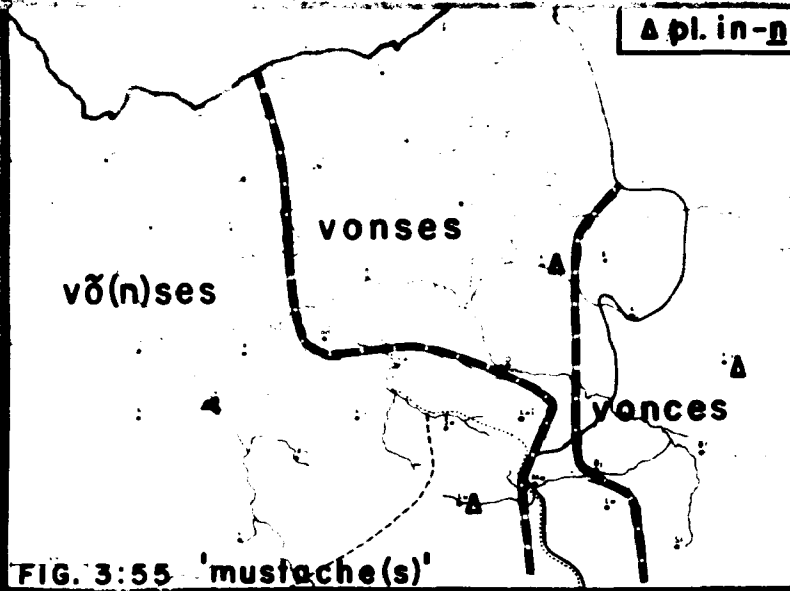 Δ pl. in-n
vonses
võ(n)ses
Δ
Δ
vonces
Δ
FIG. 3:55 'mustache(s)'